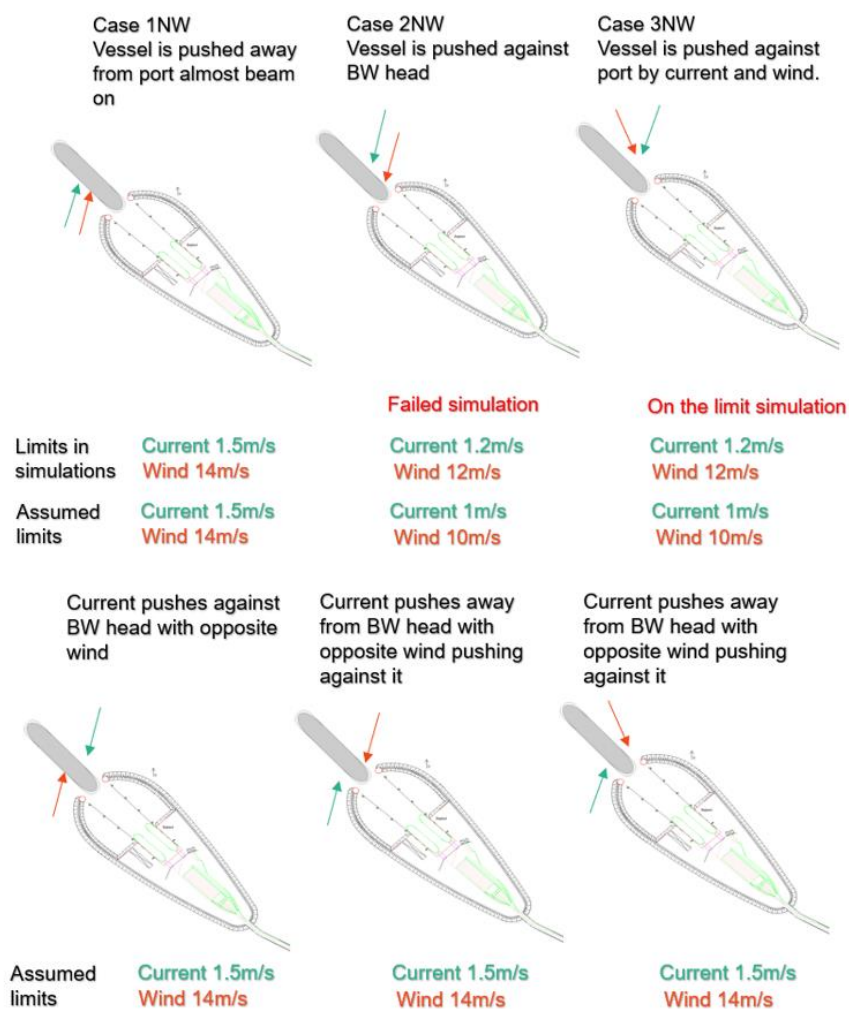 Case 1NW
Vessel is pushed away
from port almost beam
on
Case 2NW
Vessel is pushed against
BW head
Case 3NW
Vessel is pushed against
port by current and wind.
Failed simulation
On the limit simulation
Limits in
simulations
Current 1.5m/s
Wind 14m/s
Current 1.2m/s
Wind 12m/s
Current 1.2m/s
Wind 12m/s
Assumed
limits
Current 1.5m/s
Wind 14m/s
Current 1m/s
Wind 10m/s
Current 1m/s
Wind 10m/s
Current pushes against
BW head with opposite
wind
Current pushes away
from BW head with
opposite wind pushing
against it
Current pushes away
from BW head with
opposite wind pushing
against it
Assumed
limits
Current 1.5m/s
Wind 14m/s
Current 1.5m/s
Wind 14m/s
Current 1.5m/s
Wind 14m/s